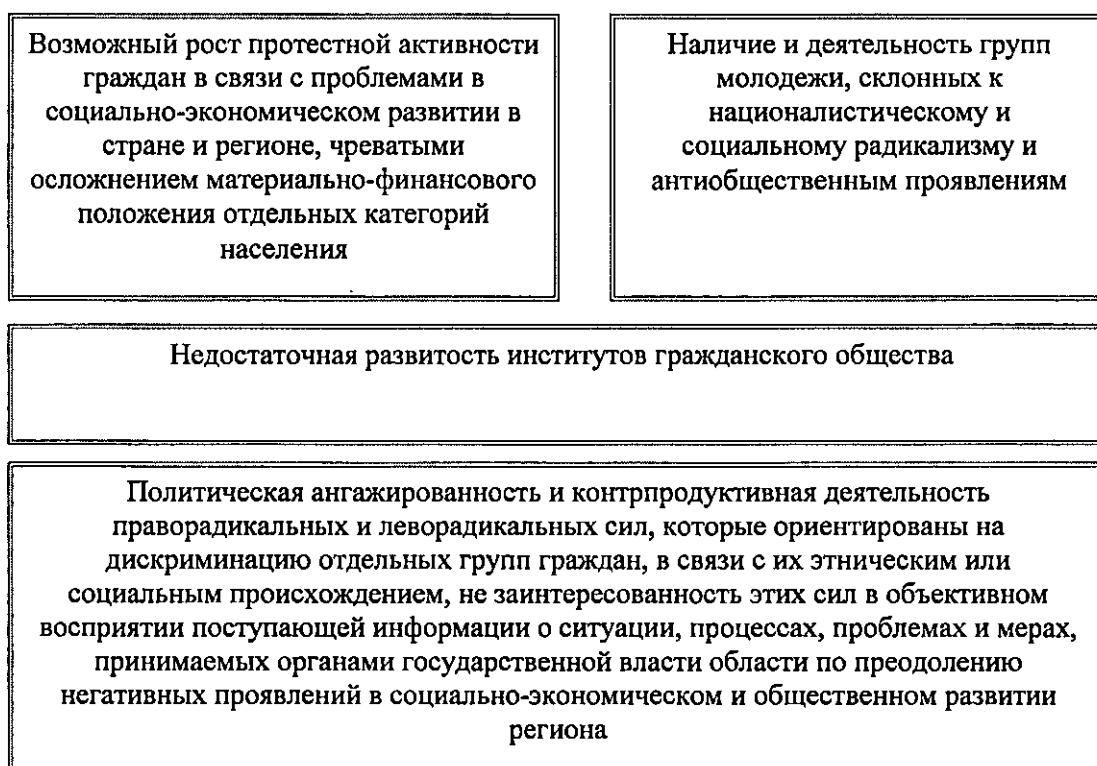 Возможный рост протестной активности
граждан в связи с проблемами в
социально-экономическом развитии в
стране и регионе, чреватыми
осложнением материально-финансового
положения отдельных категорий
населения
Наличие и деятельность групп
молодежи, склонных к
националистическому и
социальному радикализму и
антиобщественным проявлениям
Недостаточная развитость институтов гражданского общества
Политическая ангажированность и контрпродуктивная деятельность
праворадикальных и леворадикальных сил, которые ориентированы на
дискриминацию отдельных групп граждан, в связи с их этническим или
социальным происхождением, не заинтересованность этих сил в объективном
восприятии поступающей информации о ситуации, процессах, проблемах и мерах,
принимаемых органами государственной власти области по преодолению
негативных проявлений в социально-экономическом и общественном развитии
региона